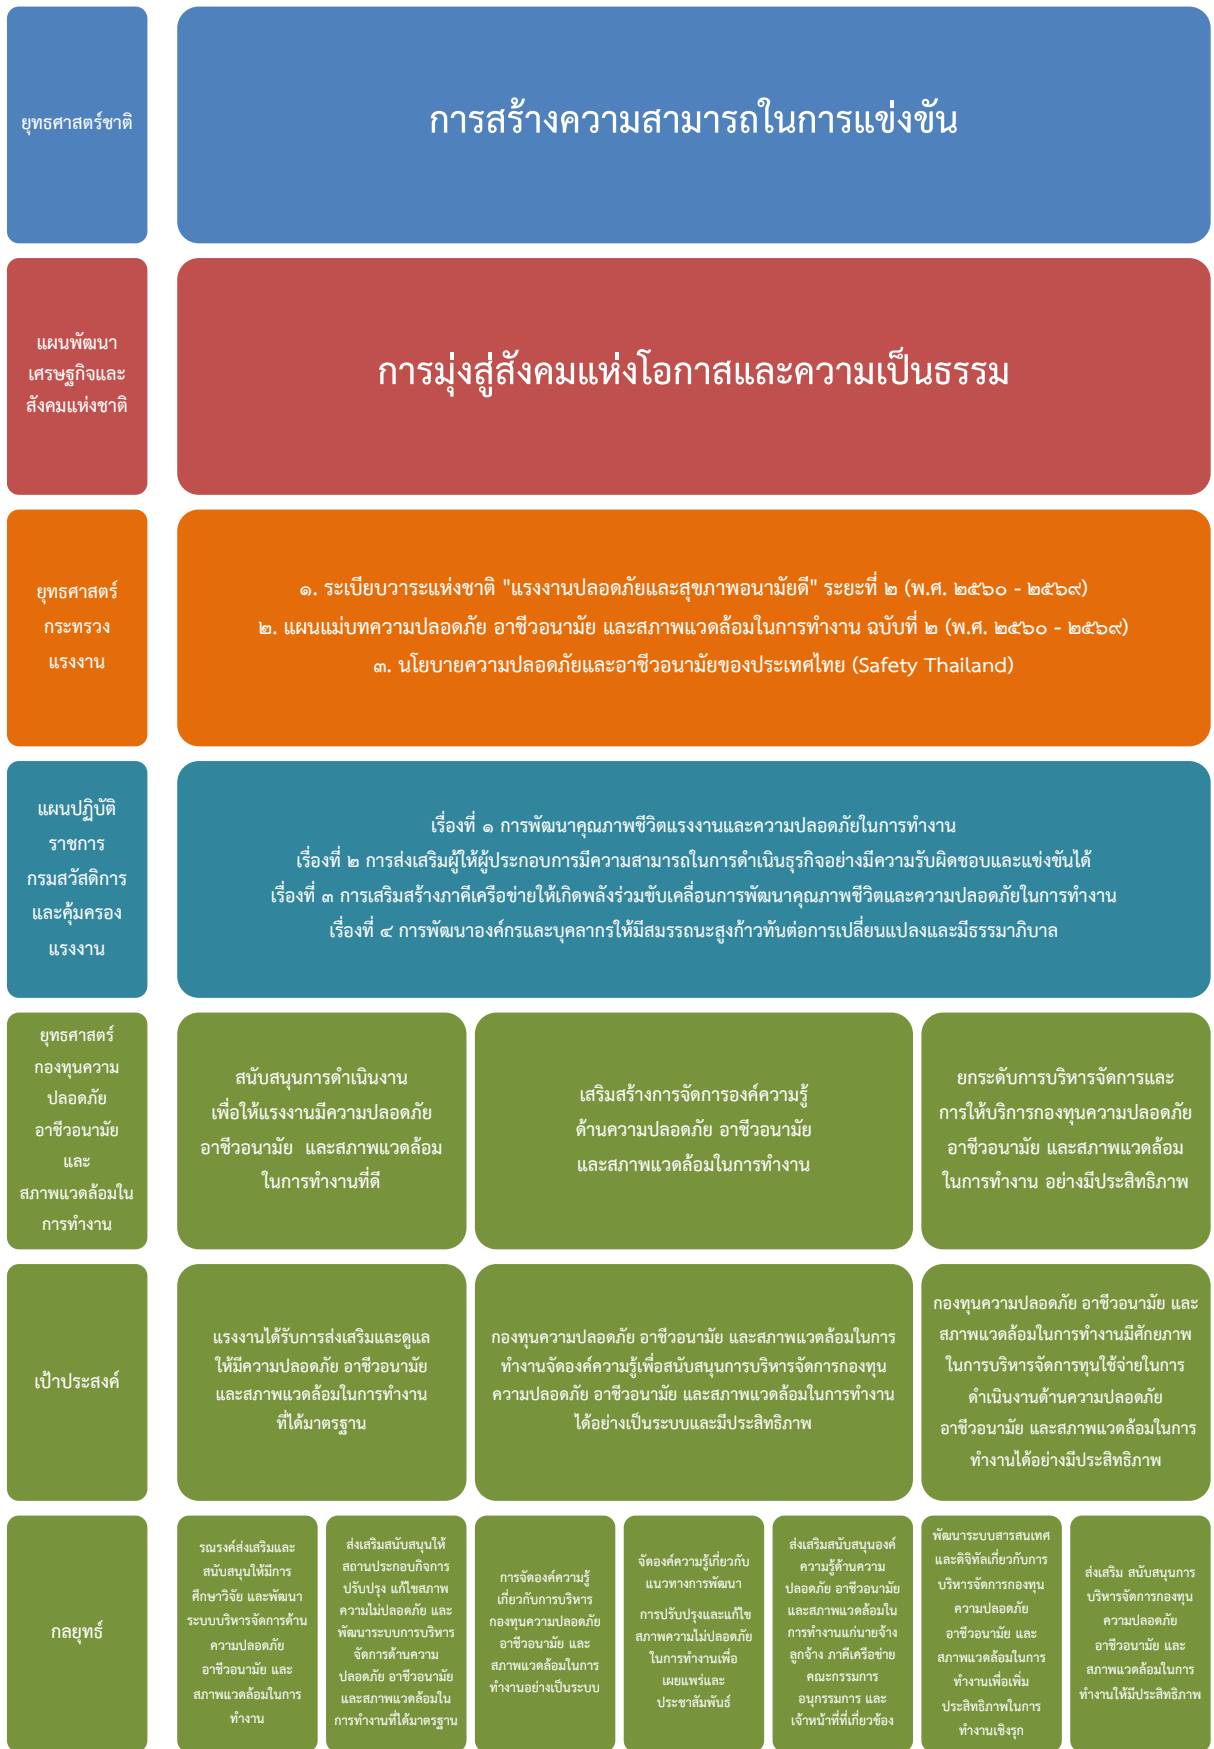 ยุทธศาสตร์ชาติ
การสร้างความสามารถในการแข่งขัน
แผนพัฒนา
เศรษฐกิจและ
สังคมแห่งชาติ
การมุ่งสู่สังคมแห่งโอกาสและความเป็นธรรม
ยุทธศาสตร์
กระทรวง
แรงงาน
๑. ระเบียบวาระแห่งชาติ "แรงงานปลอดภัยและสุขภาพอนามัยดี" ระยะที่ ๒ (พ.ศ. ๒๕๖๐ - ๒๕๖๙)
๒. แผนแม่บทความปลอดภัย อาชีวอนามัย และสภาพแวดล้อมในการทำงาน ฉบับที่ ๒ (พ.ศ. ๒๕๖๐ - ๒๕๖๙)
๓. นโยบายความปลอดภัยและอาชีวอนามัยของประเทศไทย (Safety Thailand)
แผนปฏิบัติ
ราชการ
กรมสวัสดิการ
และคุ้มครอง
แรงงาน
เรื่องที่ ๑ การพัฒนาคุณภาพชีวิตแรงงานและความปลอดภัยในการทำงาน
เรื่องที่ ๒ การส่งเสริมผู้ให้ผู้ประกอบการมีความสามารถในการดำเนินธุรกิจอย่างมีความรับผิดชอบและแข่งขันได้
เรื่องที่ ๓ การเสริมสร้างภาคีเครือข่ายให้เกิดพลังร่วมขับเคลื่อนการพัฒนาคุณภาพชีวิตและความปลอดภัยในการทำงาน
เรื่องที่ ๔ การพัฒนาองค์กรและบุคลากรให้มีสมรรถนะสูงก้าวทันต่อการเปลี่ยนแปลงและมีธรรมาภิบาล
ยุทธศาสตร์
กองทุนความ
ปลอดภัย
อาชีวอนามัย
และ
สภาพแวดล้อมใน
การทำงาน
สนับสนุนการดำเนินงาน
เพื่อให้แรงงานมีความปลอดภัย
อาชีวอนามัย และสภาพแวดล้อม
ในการทำงานที่ดี
เสริมสร้างการจัดการองค์ความรู้
ด้านความปลอดภัย อาชีวอนามัย
และสภาพแวดล้อมในการทำงาน
ยกระดับการบริหารจัดการและ
การให้บริการกองทุนความปลอดภัย
อาชีวอนามัย และสภาพแวดล้อม
ในการทำงาน อย่างมีประสิทธิภาพ
เป้าประสงค์
แรงงานได้รับการส่งเสริมและดูแล
ให้มีความปลอดภัย อาชีวอนามัย
และสภาพแวดล้อมในการทำงาน
ที่ได้มาตรฐาน
กองทุนความปลอดภัย อาชีวอนามัย และสภาพแวดล้อมในการ
ทำงานจัดองค์ความรู้เพื่อสนับสนุนการบริหารจัดการกองทุน
ความปลอดภัย อาชีวอนามัย และสภาพแวดล้อมในการทำงาน
ได้อย่างเป็นระบบและมีประสิทธิภาพ
กองทุนความปลอดภัย อาชีวอนามัย และ
สภาพแวดล้อมในการทำงานมีศักยภาพ
ในการบริหารจัดการทุนใช้จ่ายในการ
ดำเนินงานด้านความปลอดภัย
อาชีวอนามัย และสภาพแวดล้อมในการ
ทำงานได้อย่างมีประสิทธิภาพ
กลยุทธ์
รณรงค์ส่งเสริมและ
สนับสนุนให้มีการ
ศึกษาวิจัย และพัฒนา
ระบบบริหารจัดการด้าน
ความปลอดภัย
อาชีวอนามัย และ
สภาพแวดล้อมในการ
ทำงาน
ส่งเสริมสนับสนุนให้
สถานประกอบกิจการ
ปรับปรุง แก้ไขสภาพ
ความไม่ปลอดภัย และ
พัฒนาระบบการบริหาร
จัดการด้านความ
ปลอดภัย อาชีวอนามัย
และสภาพแวดล้อมใน
การทำงานที่ได้มาตรฐาน
การจัดองค์ความรู้
เกี่ยวกับการบริหาร
กองทุนความปลอดภัย
อาชีวอนามัย และ
สภาพแวดล้อมในการ
ทำงานอย่างเป็นระบบ
จัดองค์ความรู้เกี่ยวกับ
แนวทางการพัฒนา
การปรับปรุงและแก้ไข
สภาพความไม่ปลอดภัย
ในการทำงานเพื่อ
เผยแพร่และ
ประชาสัมพันธ์
ส่งเสริมสนับสนุนองค์
ความรู้ด้านความ
ปลอดภัย อาชีวอนามัย
และสภาพแวดล้อมใน
การทำงานแก่นายจ้าง
ลูกจ้าง ภาคีเครือข่าย
คณะกรรมการ
อนุกรรมการ และ
เจ้าหน้าที่ที่เกี่ยวข้อง
พัฒนาระบบสารสนเทศ
และดิจิทัลเกี่ยวกับการ
บริหารจัดการกองทุน
ความปลอดภัย
อาชีวอนามัย และ
สภาพแวดล้อมในการ
ทำงานเพื่อเพิ่ม
ประสิทธิภาพในการ
ทำงานเชิงรุก
ส่งเสริม สนับสนุนการ
บริหารจัดการกองทุน
ความปลอดภัย
อาชีวอนามัย และ
สภาพแวดล้อมในการ
ทำงานให้มีประสิทธิภาพ